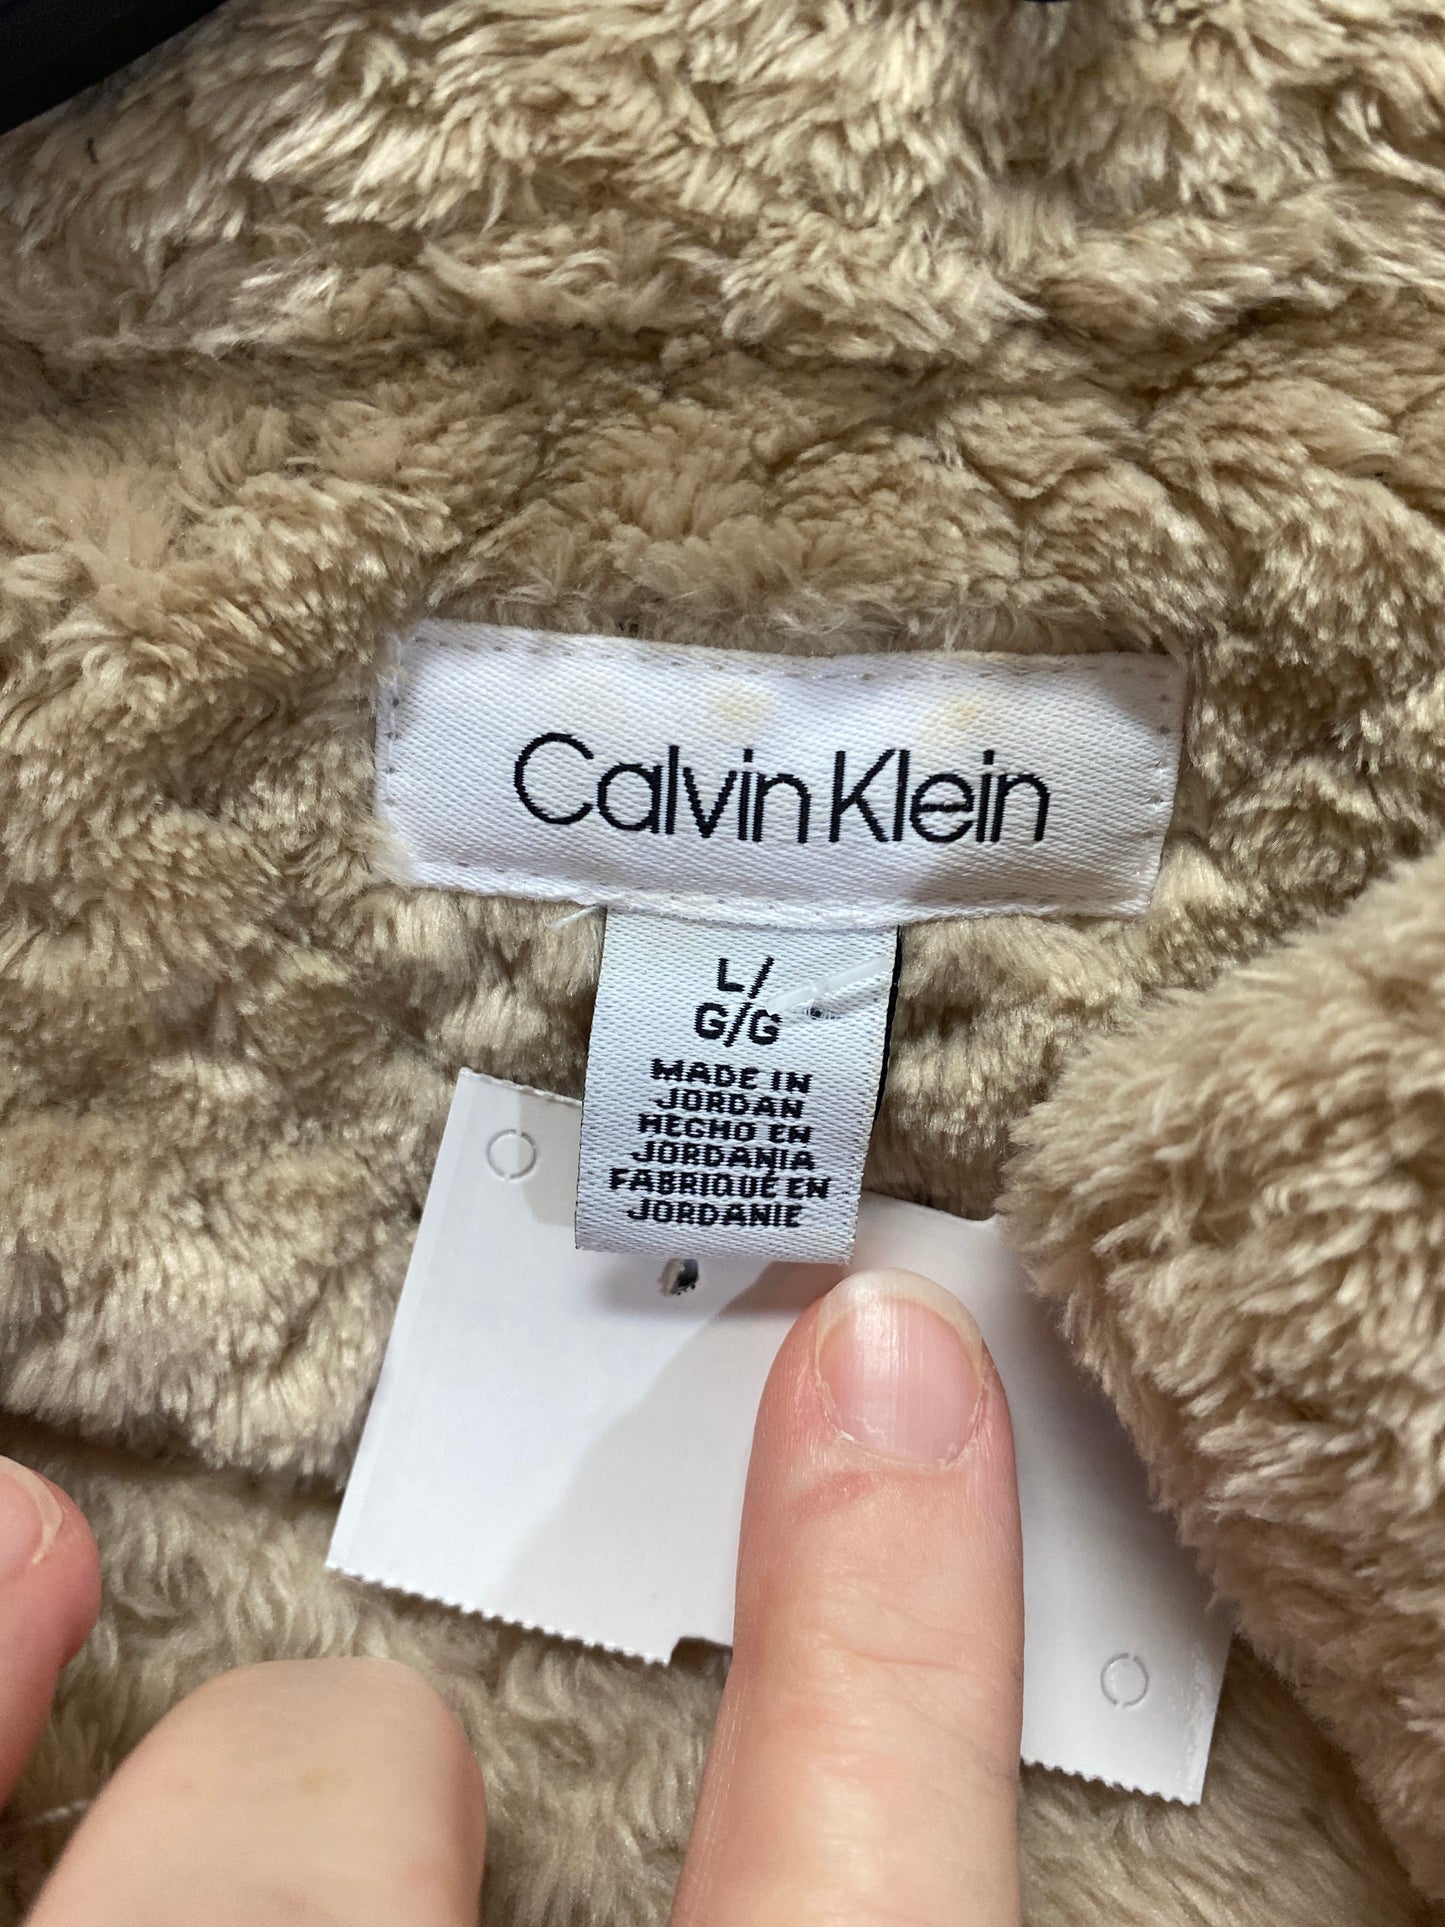 Calvin Klein
L/
G/G
MADE IN
JORDAN
HECHO EN
JORDANIA
FABRIQUÉ EN
JORDANIE